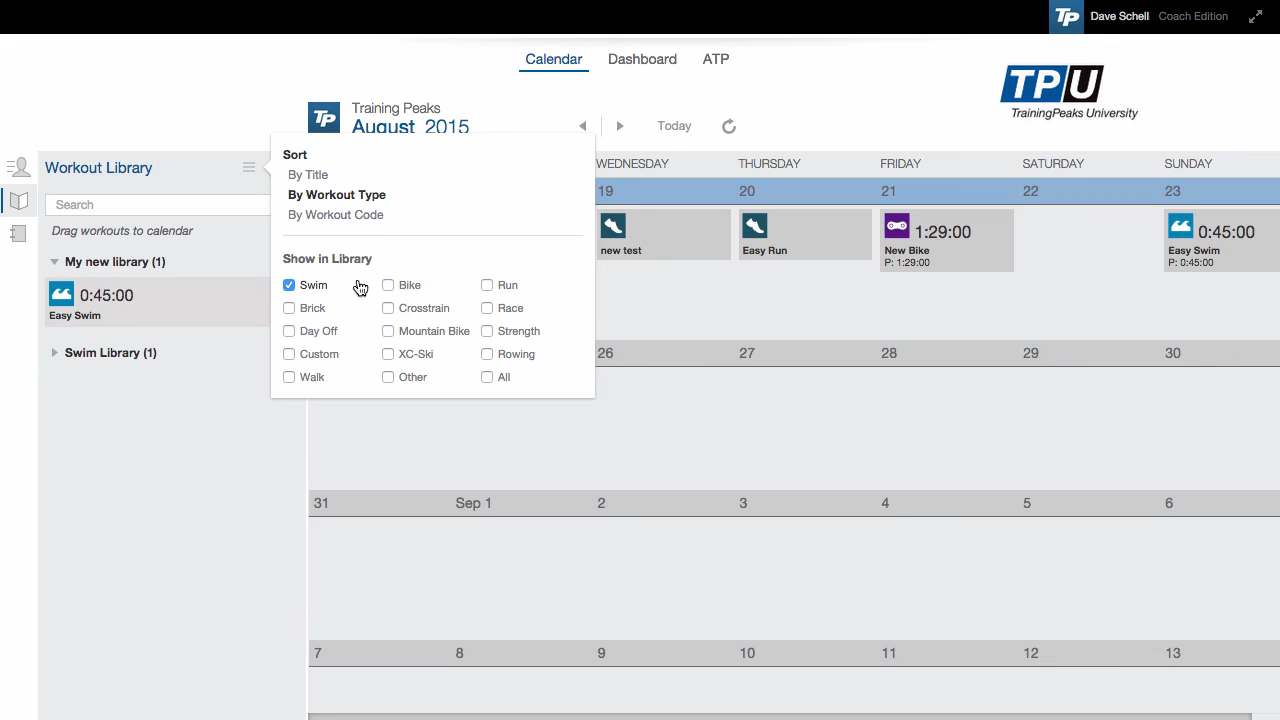 TP Dave Schell Coach Edition
Calendar Dashboard ATP
TPU
TrainingPeaks University
TP
Training Peaks
August 2015
Today
Workout Library
Search
Drag workouts to calendar
My new library (1)
0:45:00
Easy Swim
Swim Library (1)
Sort
By Title
By Workout Type
By Workout Code
Show in Library
Swim Bike Run
Brick Crosstrain Race
Day Off Mountain Bike Strength
Custom XC-Ski Rowing
Walk Other All
WEDNESDAY THURSDAY FRIDAY SATURDAY SUNDAY
19 20 21 22 23
new test
Easy Run
1:29:00
New Bike
P: 1:29:00
0:45:00
Easy Swim
P: 0:45:00
26 27 28 29 30
31 Sep 1 2 3 4 5 6
7 8 9 10 11 12 13